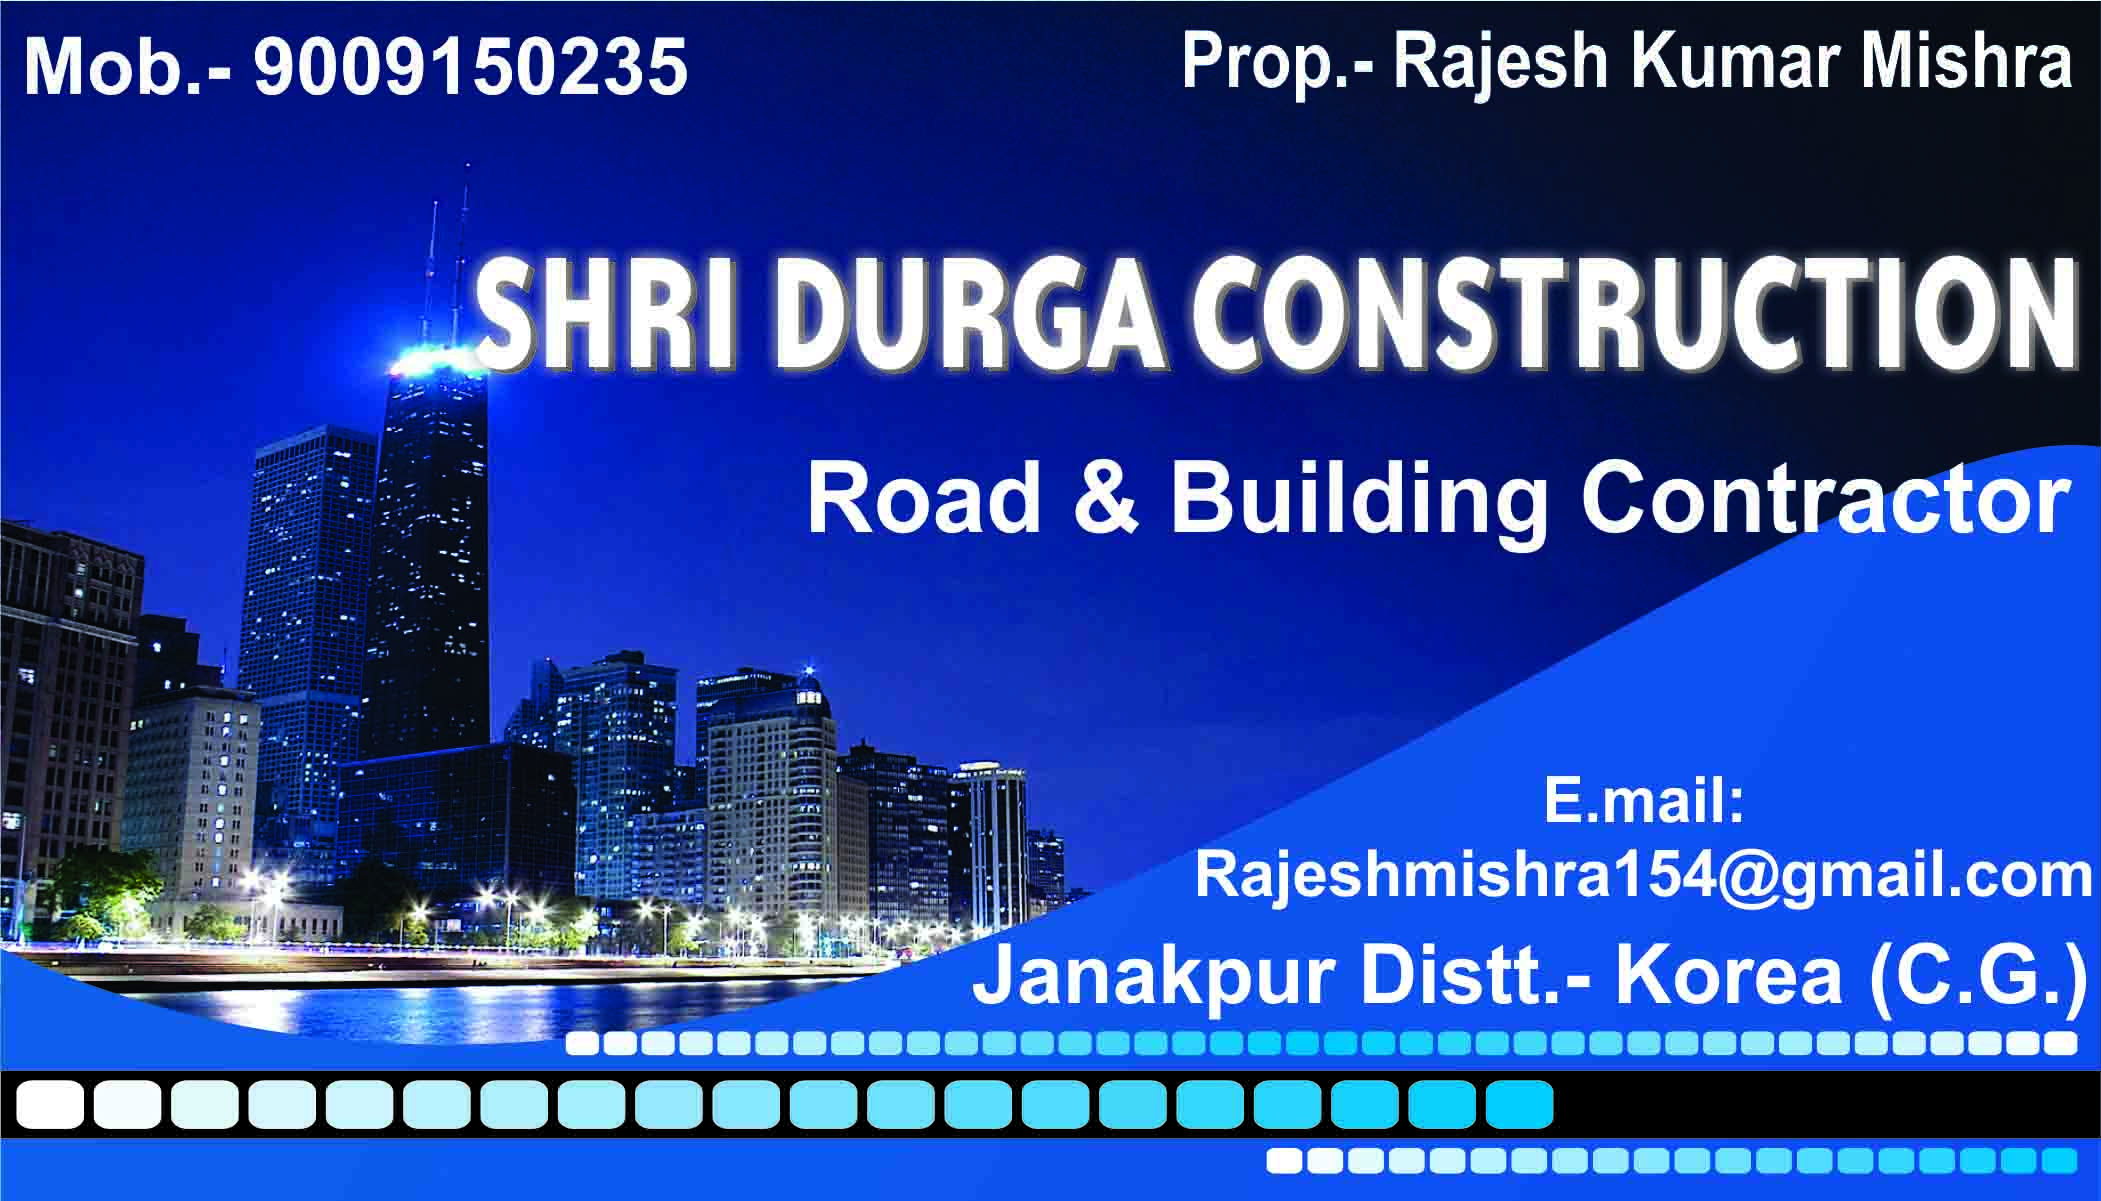 Mob.- 9009150235
Prop.- Rajesh Kumar Mishra
SHRI DURGA CONSTRUCTION
Road & Building Contractor
E.mail:
Rajeshmishra154@gmail.com
Janakpur Distt.- Korea (C.G.)